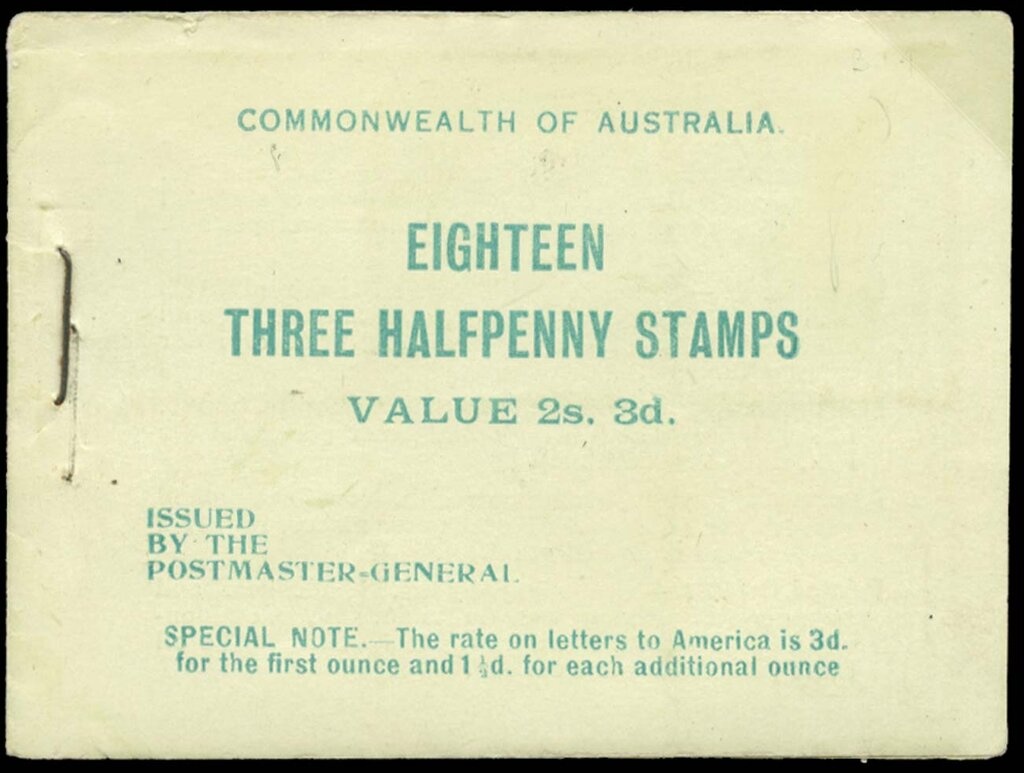 COMMONWEALTH OF AUSTRALIA.
EIGHTEEN
THREE HALFPENNY STAMPS
VALUE 2s. 3d.
ISSUED
BY THE
POSTMASTER-GENERAL
SPECIAL NOTE.—The rate on letters to America is 3d.
for the first ounce and 1½d. for each additional ounce